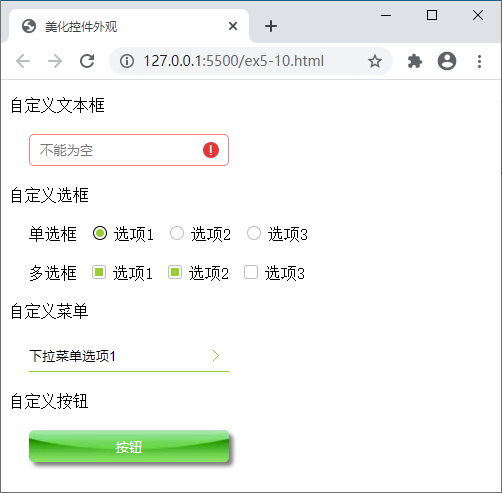 美化控件外观
127.0.0.1:5500/ex5-10.html
自定义文本框
不能为空
自定义选框
单选框 选项1 选项2 选项3
多选框 选项1 选项2 选项3
自定义菜单
下拉菜单选项1
自定义按钮
按钮